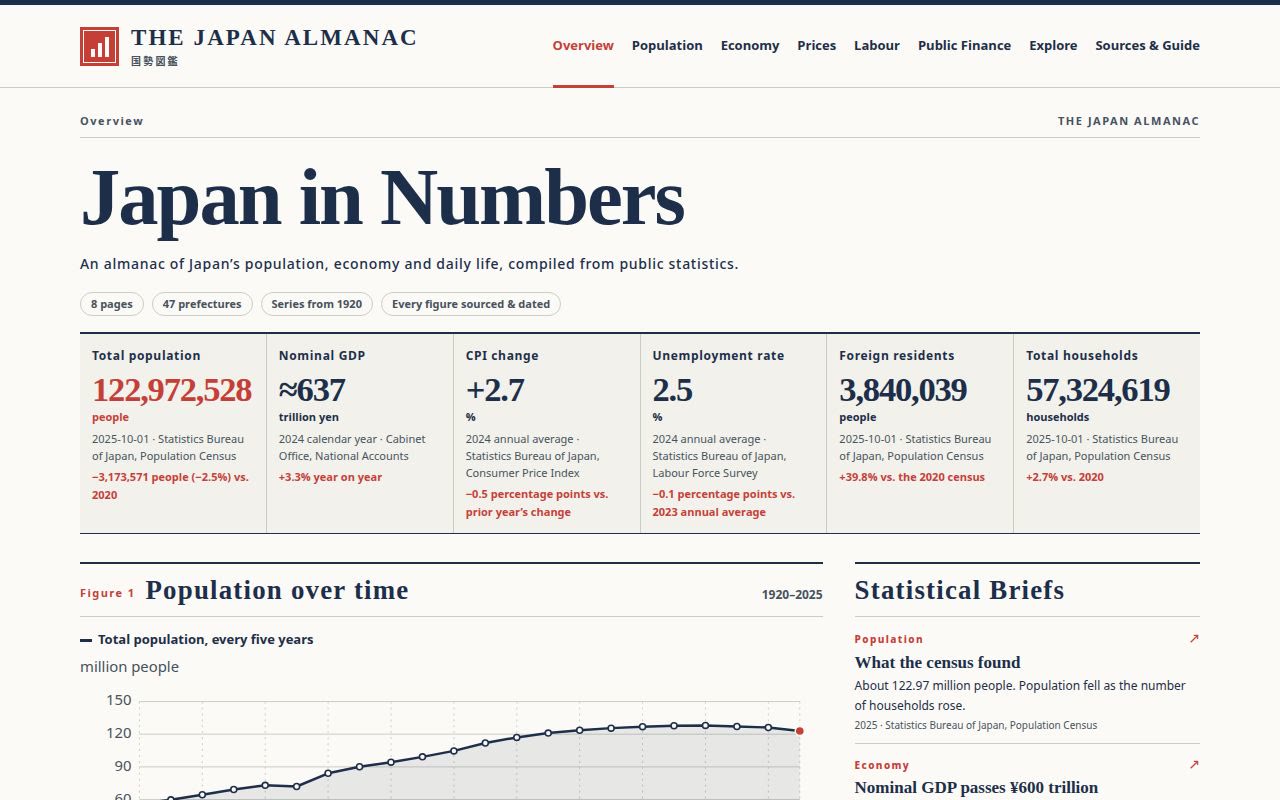 THE JAPAN ALMANAC
国勢図鑑
Overview Population Economy Prices Labour Public Finance Explore Sources & Guide
Overview
THE JAPAN ALMANAC
Japan in Numbers
An almanac of Japan’s population, economy and daily life, compiled from public statistics.
8 pages
47 prefectures
Series from 1920
Every figure sourced & dated
Total population
122,972,528
people
2025-10-01 · Statistics Bureau
of Japan, Population Census
−3,173,571 people (−2.5%) vs.
2020
Nominal GDP
≈637
trillion yen
2024 calendar year · Cabinet
Office, National Accounts
+3.3% year on year
CPI change
+2.7
%
2024 annual average ·
Statistics Bureau of Japan,
Consumer Price Index
−0.5 percentage points vs.
prior year’s change
Unemployment rate
2.5
%
2024 annual average ·
Statistics Bureau of Japan,
Labour Force Survey
−0.1 percentage points vs.
2023 annual average
Foreign residents
3,840,039
people
2025-10-01 · Statistics Bureau
of Japan, Population Census
+39.8% vs. the 2020 census
Total households
57,324,619
households
2025-10-01 · Statistics Bureau
of Japan, Population Census
+2.7% vs. 2020
Figure 1 Population over time
1920–2025
Total population, every five years
million people
150
120
90
60
Statistical Briefs
Population ↗
What the census found
About 122.97 million people. Population fell as the number
of households rose.
2025 · Statistics Bureau of Japan, Population Census
Economy ↗
Nominal GDP passes ¥600 trillion